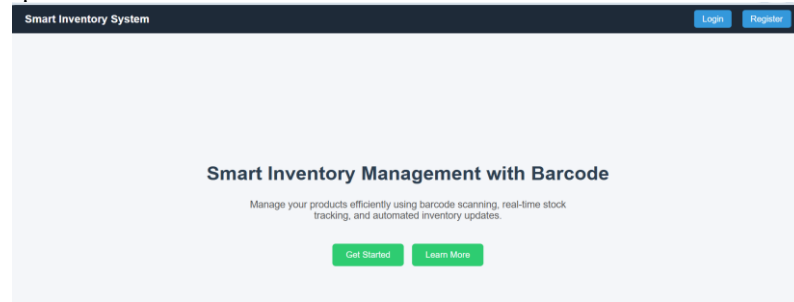 Smart Inventory System
Login
Register
Smart Inventory Management with Barcode
Manage your products efficiently using barcode scanning, real-time stock
tracking, and automated inventory updates.
Get Started
Learn More